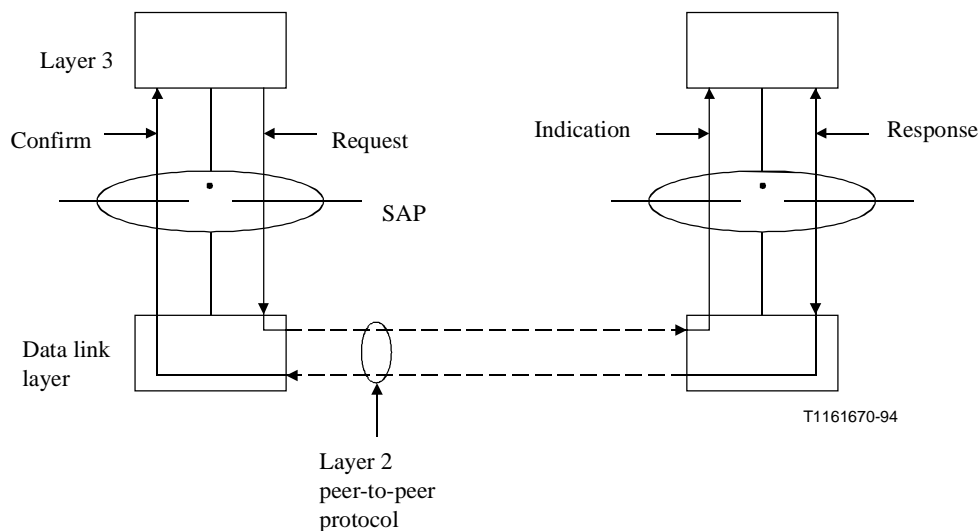 Layer 3
Confirm
Request
Indication
Response
SAP
Data link
layer
T1161670-94
Layer 2
peer-to-peer
protocol